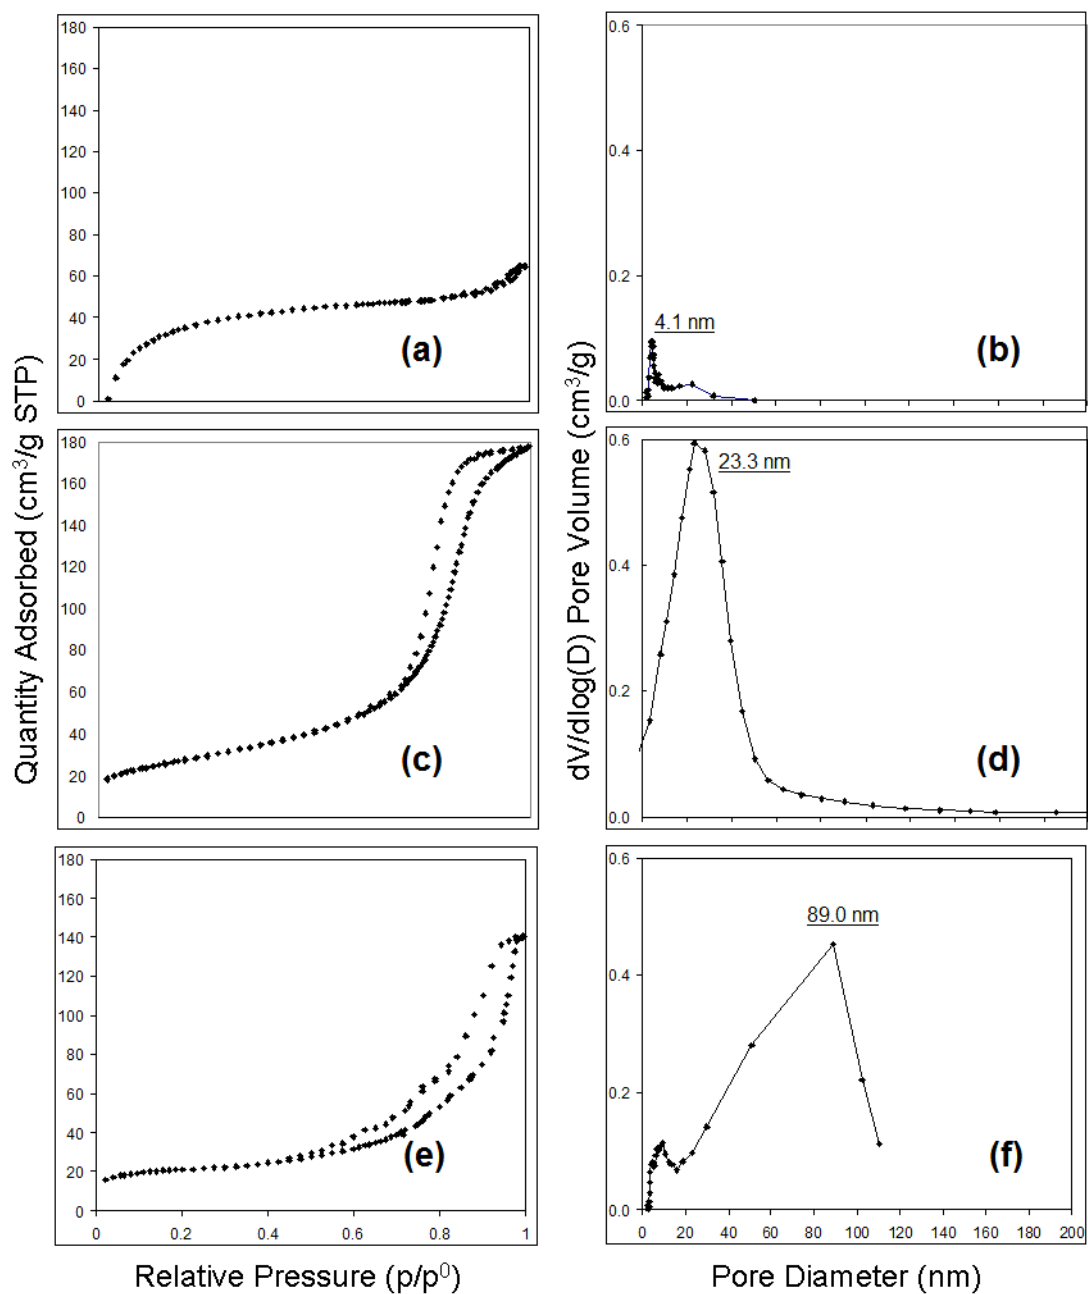 Quantity Adsorbed (cm³/g STP)
180
160
140
120
100
80
60
40
20
0
(a)
dV/dlog(D) Pore Volume (cm³/g)
0.6
0.4
0.2
0.0
4.1 nm
(b)
180
160
140
120
100
80
60
40
20
0
(c)
0.6
0.4
0.2
0.0
23.3 nm
(d)
180
160
140
120
100
80
60
40
20
0
(e)
0 0.2 0.4 0.6 0.8 1
Relative Pressure (p/p⁰)
0.6
0.4
0.2
0.0
89.0 nm
(f)
0 20 40 60 80 100 120 140 160 180 200
Pore Diameter (nm)